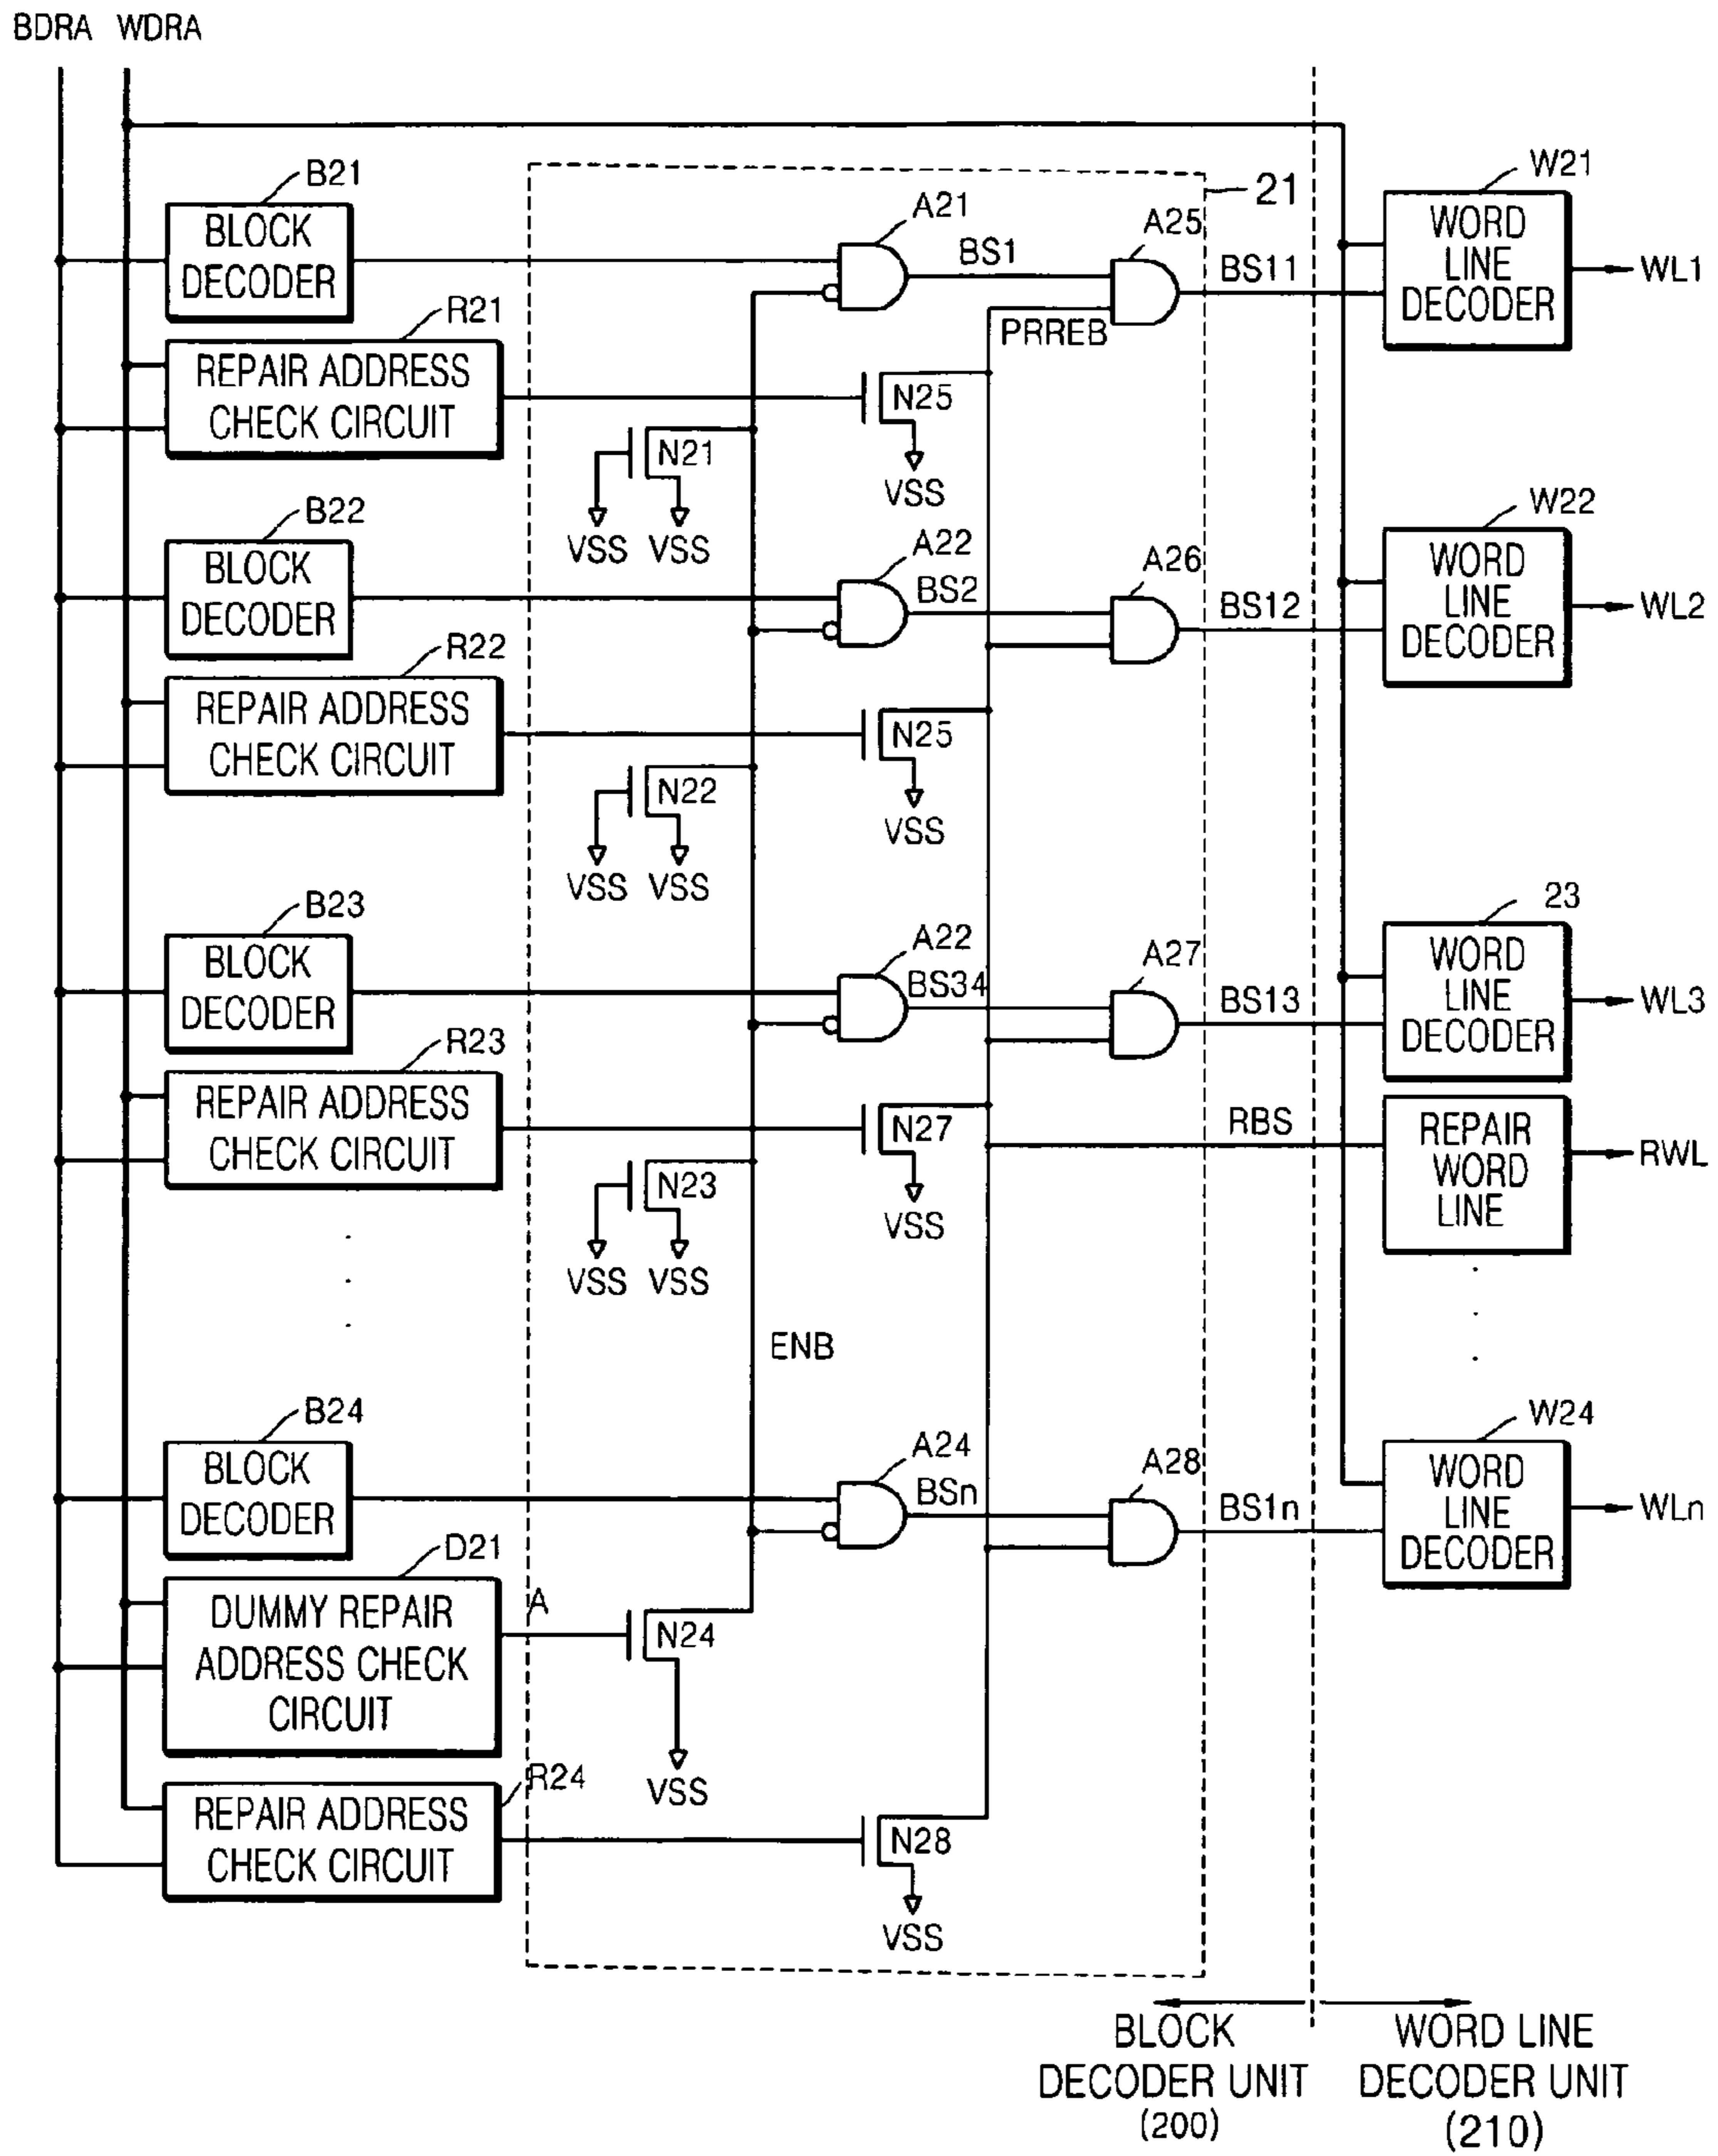 BDRA WDRA
B21
BLOCK
DECODER
21
A21
BS1
A25
BS11
W21
WORD
LINE
DECODER
WL1
R21
REPAIR ADDRESS
CHECK CIRCUIT
PRREB
N25
VSS
N21
VSS VSS
B22
BLOCK
DECODER
A22
BS2
A26
BS12
W22
WORD
LINE
DECODER
WL2
R22
REPAIR ADDRESS
CHECK CIRCUIT
N25
VSS
N22
VSS VSS
B23
BLOCK
DECODER
A22
BS34
A27
BS13
23
WORD
LINE
DECODER
WL3
R23
REPAIR ADDRESS
CHECK CIRCUIT
N27
VSS
RBS
REPAIR
WORD
LINE
RWL
N23
VSS VSS
ENB
B24
BLOCK
DECODER
A24
BSn
A28
BS1n
W24
WORD
LINE
DECODER
WLn
D21
DUMMY REPAIR
ADDRESS CHECK
CIRCUIT
A
N24
VSS
R24
REPAIR ADDRESS
CHECK CIRCUIT
N28
VSS
BLOCK
DECODER UNIT
(200)
WORD LINE
DECODER UNIT
(210)